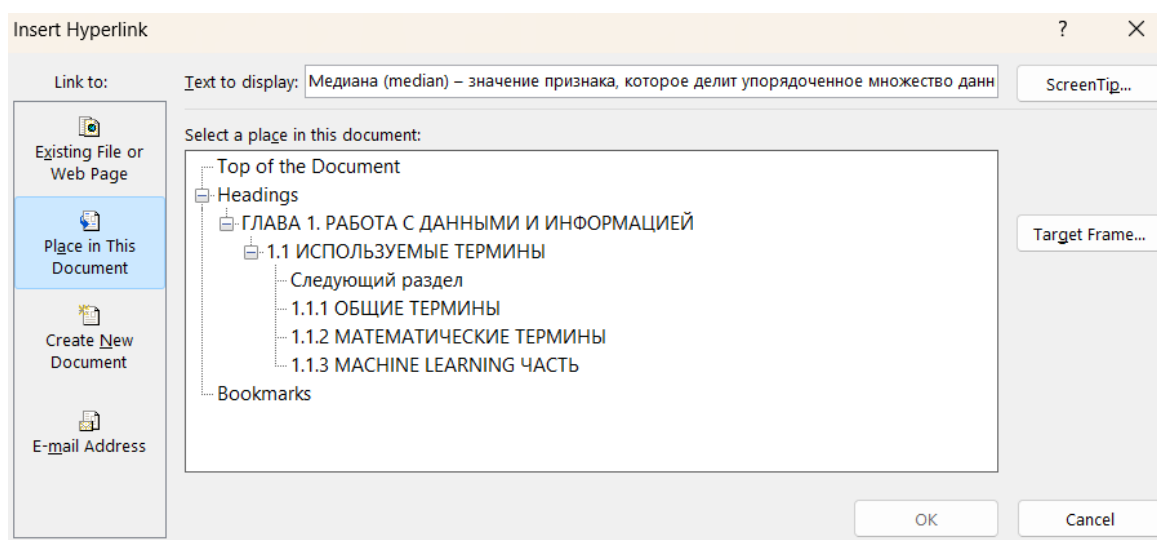 Insert Hyperlink
?
Link to:
Text to display: Медиана (median) – значение признака, которое делит упорядоченное множество данн
ScreenTip...
Existing File or
Web Page
Select a place in this document:
Top of the Document
Headings
ГЛАВА 1. РАБОТА С ДАННЫМИ И ИНФОРМАЦИЕЙ
Place in This
Document
Target Frame...
1.1 ИСПОЛЬЗУЕМЫЕ ТЕРМИНЫ
Следующий раздел
1.1.1 ОБЩИЕ ТЕРМИНЫ
Create New
Document
1.1.2 МАТЕМАТИЧЕСКИЕ ТЕРМИНЫ
1.1.3 MACHINE LEARNING ЧАСТЬ
Bookmarks
E-mail Address
OK
Cancel